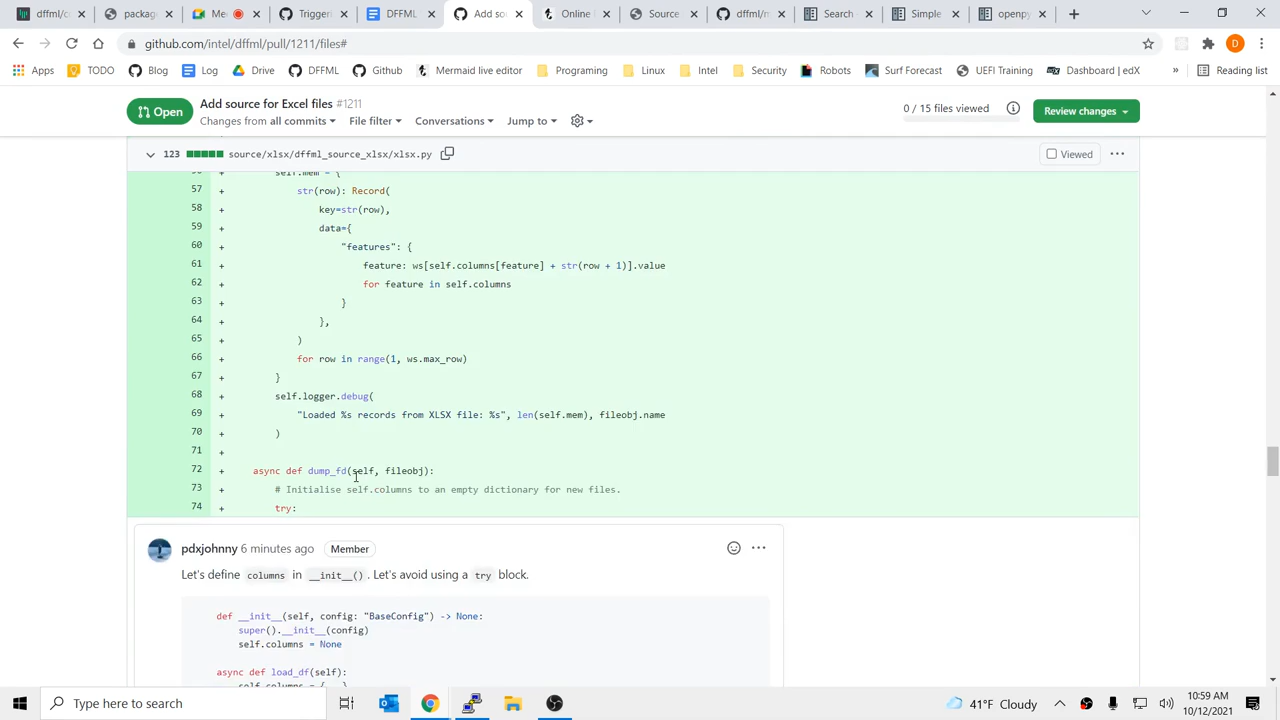 dffml/c
package
Mee
Triggeri
DFFML
Add sou
Online C
Source
dffml/m
Search
Simple
openpy
github.com/intel/dffml/pull/1211/files#
Apps
TODO
Blog
Log
Drive
DFFML
Github
Mermaid live editor
Programing
Linux
Intel
Security
Robots
Surf Forecast
UEFI Training
Dashboard | edX
»
Reading list
Open
Add source for Excel files #1211
Changes from all commits
File filter
Conversations
Jump to
0 / 15 files viewed
Review changes
123
source/xlsx/dffml_source_xlsx/xlsx.py
Viewed
self.mem = {
57 + str(row): Record(
58 + key=str(row),
59 + data={
60 + "features": {
61 + feature: ws[self.columns[feature] + str(row + 1)].value
62 + for feature in self.columns
63 + }
64 + },
65 + )
66 + for row in range(1, ws.max_row)
67 + }
68 + self.logger.debug(
69 + "Loaded %s records from XLSX file: %s", len(self.mem), fileobj.name
70 + )
71 +
72 + async def dump_fd(self, fileobj):
73 + # Initialise self.columns to an empty dictionary for new files.
74 + try:
pdxjohnny 6 minutes ago Member
Let's define columns in __init__(). Let's avoid using a try block.
def __init__(self, config: "BaseConfig") -> None:
super().__init__(config)
self.columns = None
async def load_df(self):
self.columns = {
Type here to search
41°F Cloudy
10:59 AM
10/12/2021